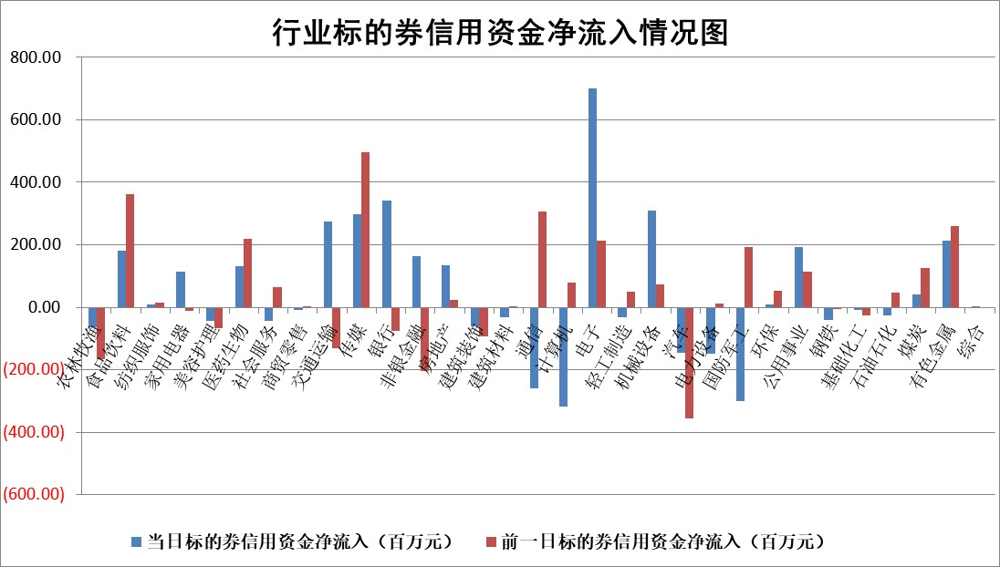 行业标的券信用资金净流入情况图
800.00
600.00
400.00
200.00
0.00
(200.00)
(400.00)
(600.00)
农林牧渔
食品饮料
纺织服饰
家用电器
美容护理
医药生物
社会服务
商贸零售
交通运输
传媒
银行
非银金融
房地产
建筑装饰
建筑材料
通信
计算机
电子
轻工制造
机械设备
汽车
电力设备
国防军工
环保
公用事业
钢铁
基础化工
石油石化
煤炭
有色金属
综合
当日标的券信用资金净流入（百万元）
前一日标的券信用资金净流入（百万元）